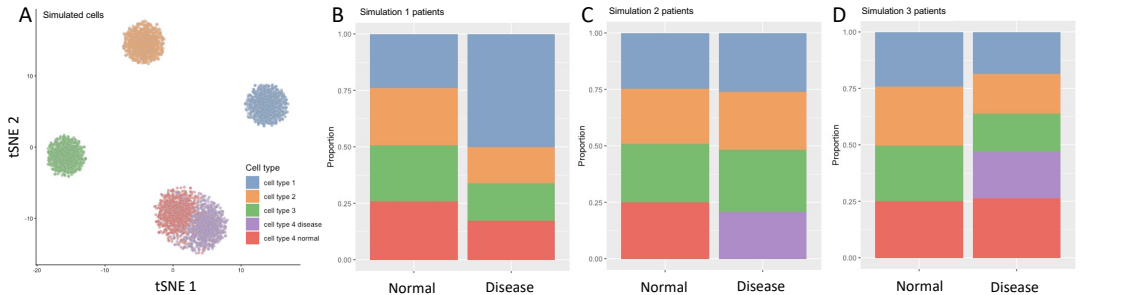 A
Simulated cells
10
0
-10
-20
-10
0
10
tSNE 2
tSNE 1
Cell type
cell type 1
cell type 2
cell type 3
cell type 4 disease
cell type 4 normal
B
Simulation 1 patients
1.00
0.75
0.50
0.25
0.00
Proportion
Normal
Disease
C
Simulation 2 patients
1.00
0.75
0.50
0.25
0.00
Proportion
Normal
Disease
D
Simulation 3 patients
1.00
0.75
0.50
0.25
0.00
Proportion
Normal
Disease